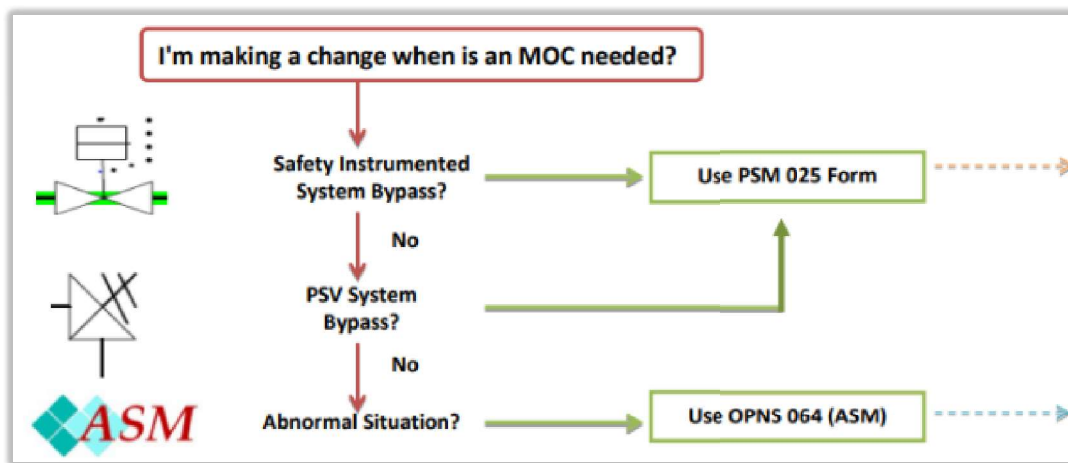 I'm making a change when is an MOC needed?
Safety Instrumented
System Bypass?
Use PSM 025 Form
No
PSV System
Bypass?
No
ASM
Abnormal Situation?
Use OPNS 064 (ASM)